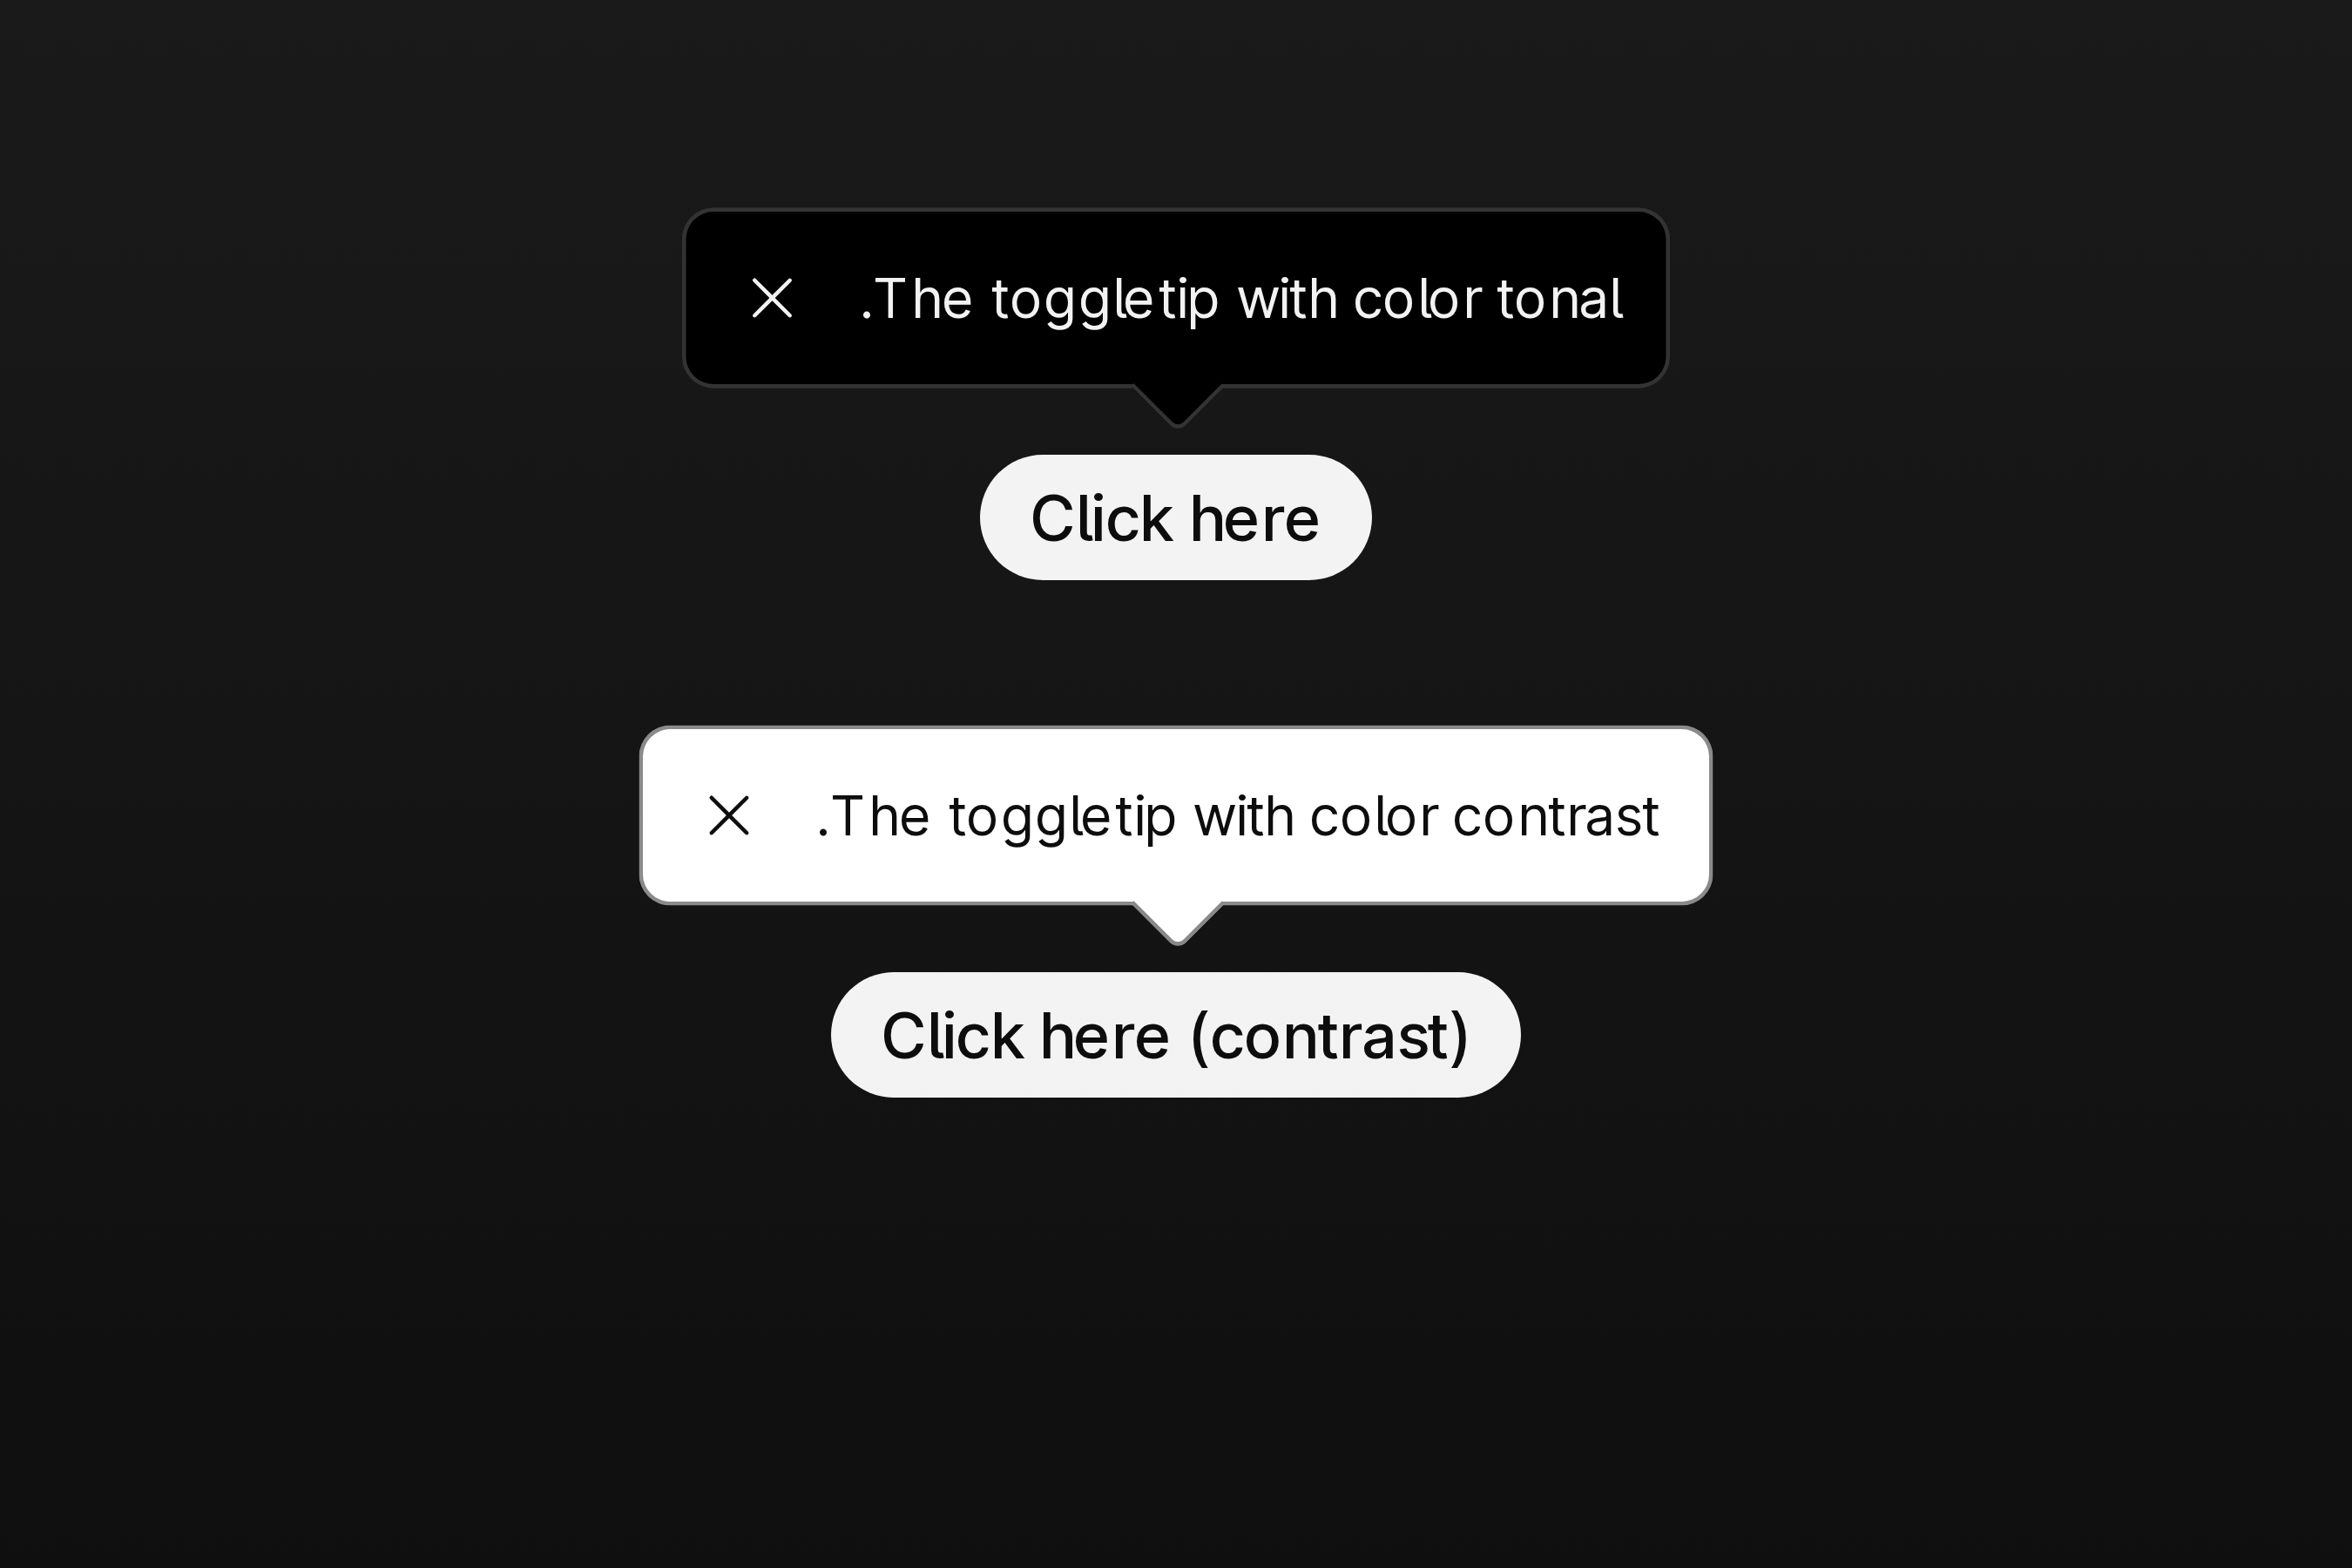 .The toggletip with color tonal
Click here
.The toggletip with color contrast
Click here (contrast)